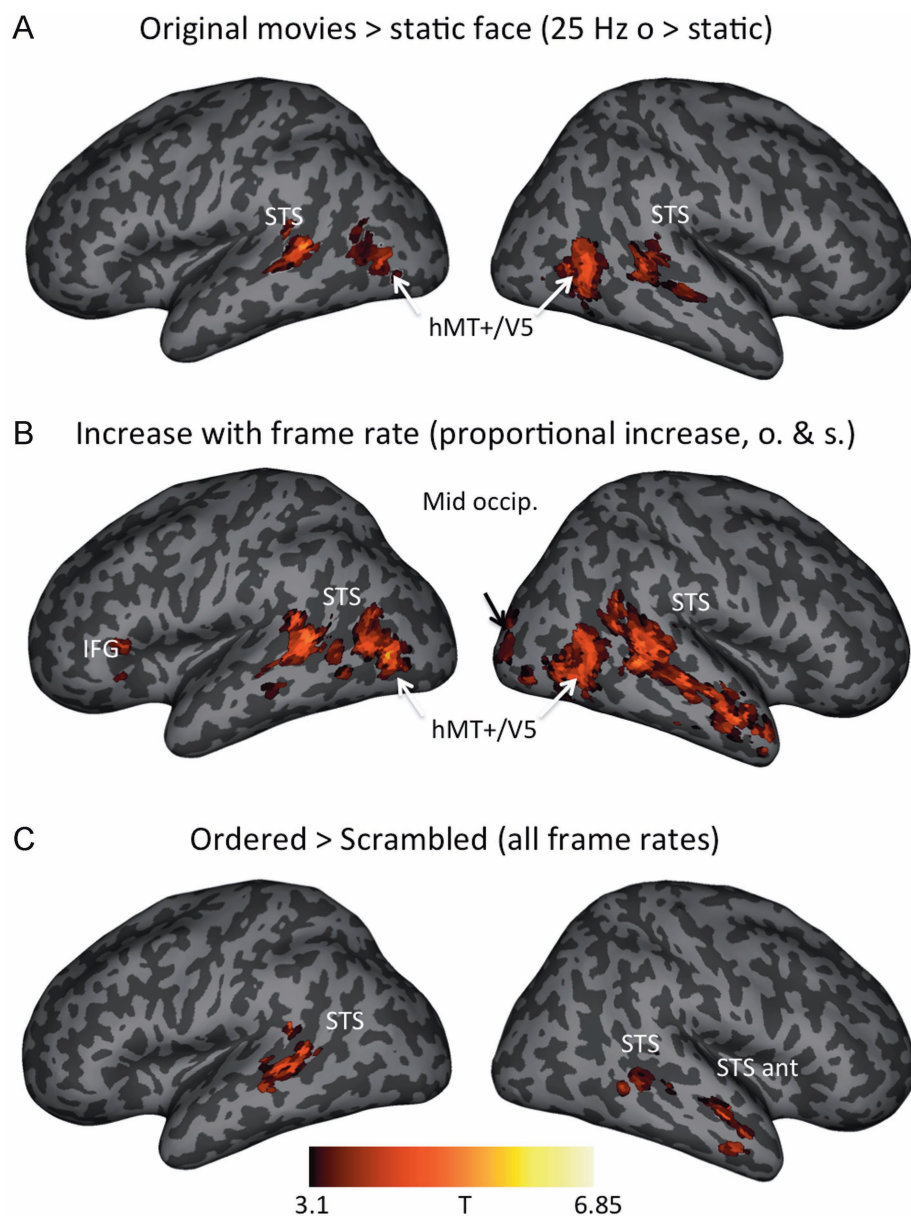 A Original movies > static face (25 Hz o > static)
STS STS
hMT+/V5
B Increase with frame rate (proportional increase, o. & s.)
Mid occip.
STS STS
IFG
hMT+/V5
C Ordered > Scrambled (all frame rates)
STS
STS
STS ant
3.1 T 6.85